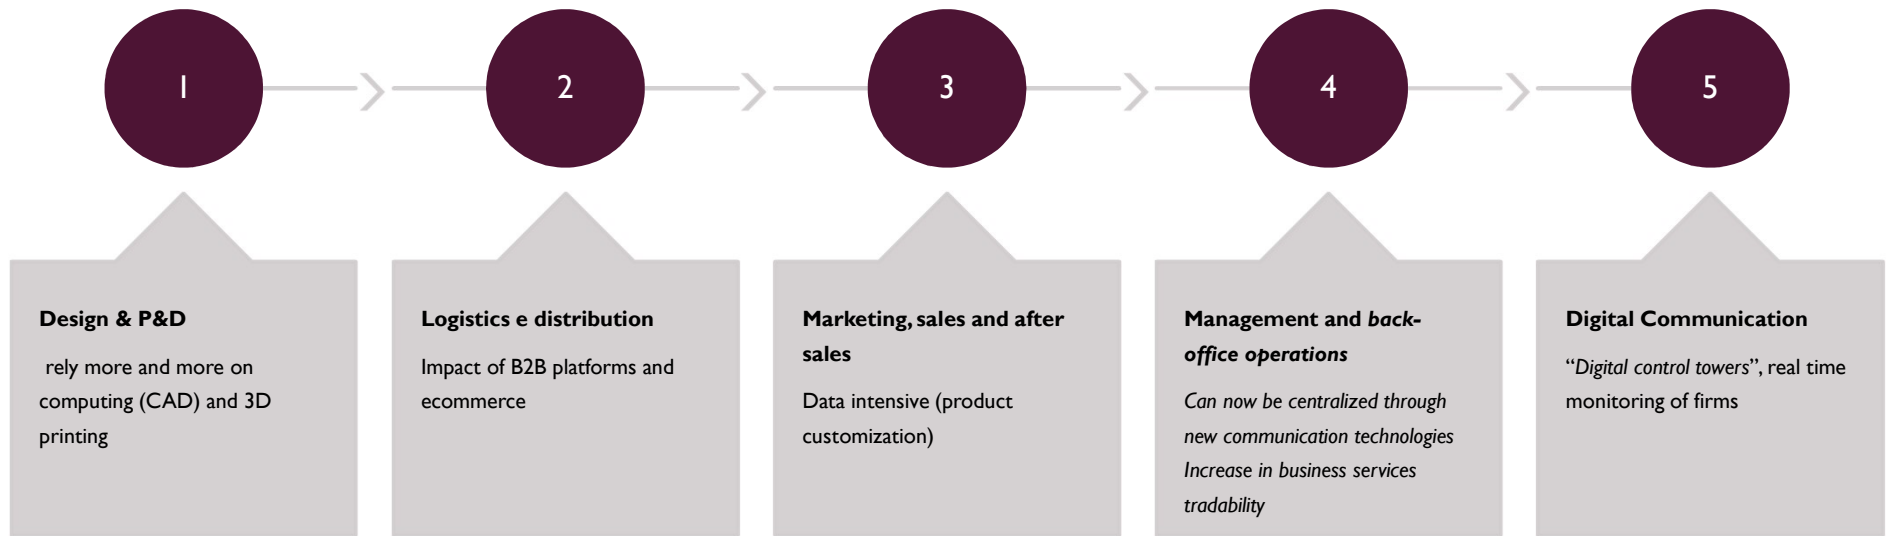 1
2
3
4
5
Design & P&D
rely more and more on
computing (CAD) and 3D
printing
Logistics e distribution
Impact of B2B platforms and
ecommerce
Marketing, sales and after
sales
Data intensive (product
customization)
Management and back-
office operations
Can now be centralized through
new communication technologies
Increase in business services
tradability
Digital Communication
“Digital control towers”, real time
monitoring of firms